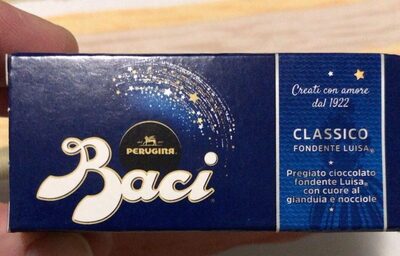 PERUGINA
Baci
Creati con amore
dal 1922
CLASSICO
FONDENTE LUISA®
Pregiato cioccolato
fondente Luisa®
con cuore al
gianduia e nocciole